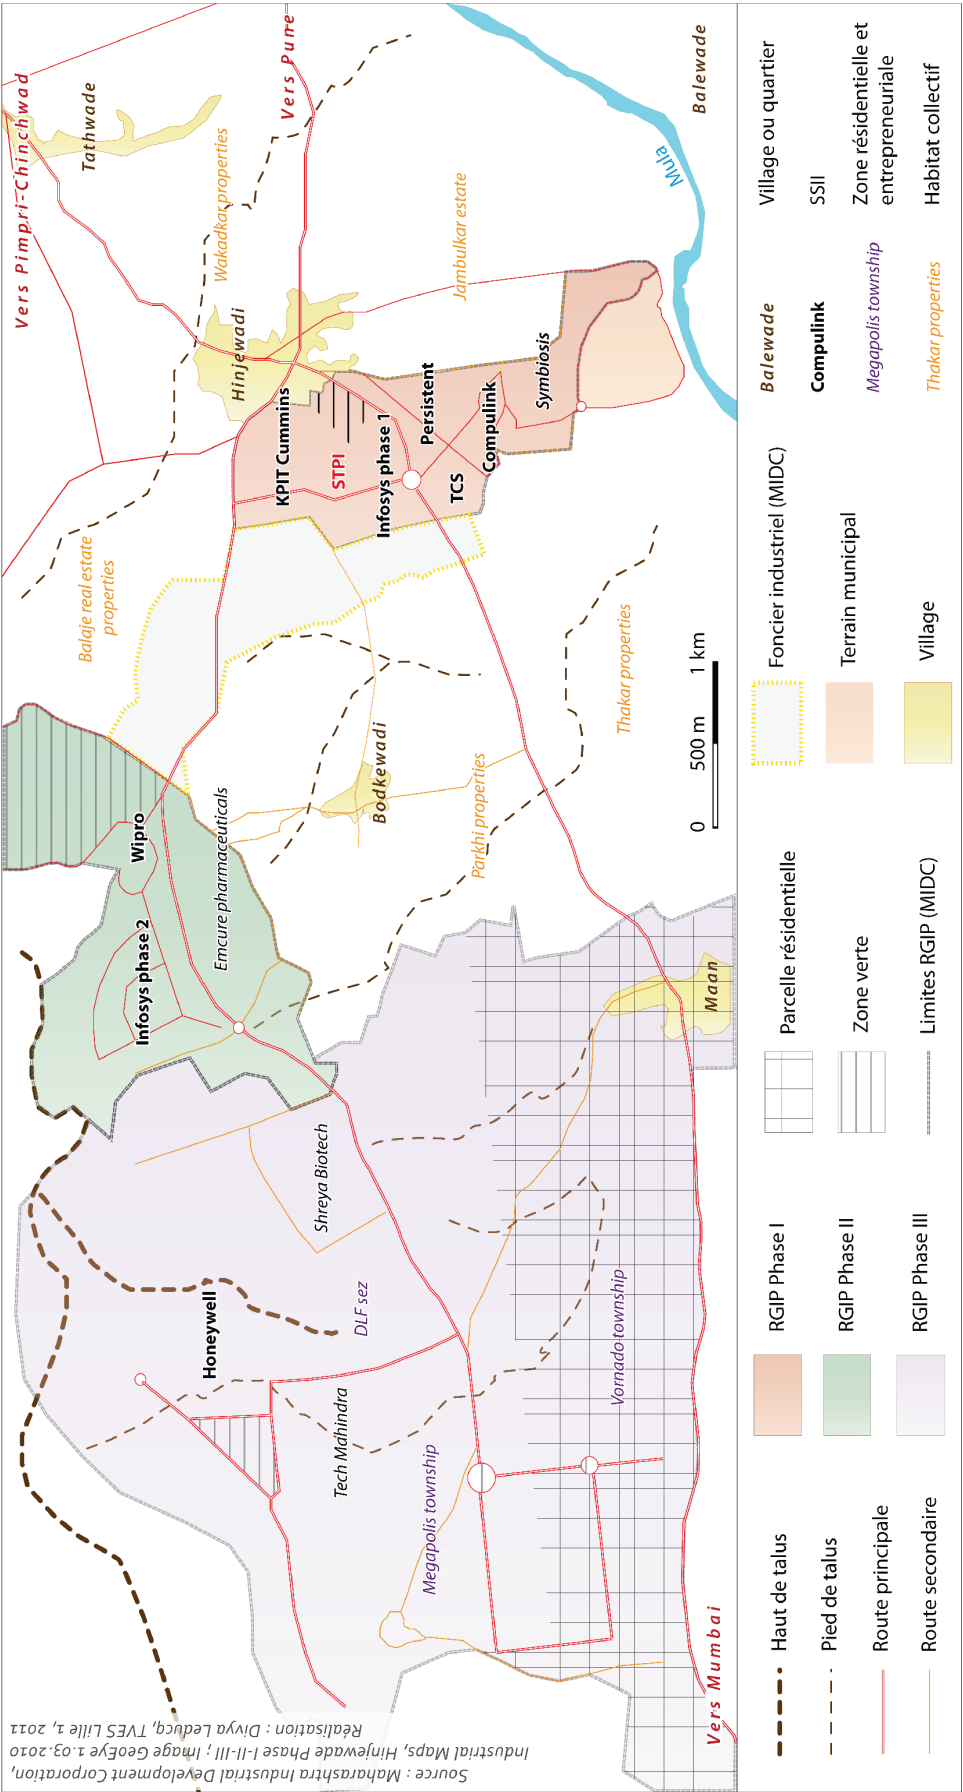 Vers Pimpri-Chinchwad
Tathwade
Vers Pune
Wakadkar properties
Balewade
Mula
Jambulkar estate
Hinjewadi
KPIT Cummins
STPI
Infosys phase 1
Persistent
TCS
Compulink
Symbiosis
Balaje real estate
properties
Thakar properties
Bodkewadi
Parkhi properties
Wipro
Emcure pharmaceuticals
Infosys phase 2
Maan
Shreya Biotech
DLF sez
Honeywell
Tech Mahindra
Vornado township
Megapolis township
Vers Mumbai
0
500 m
1 km
Source : Maharashtra Industrial Development Corporation,
Industrial Maps, Hinjewade Phase I-II-III ; Image GeoEye 1.03.2010
Réalisation : Divya Leducq, TVES Lille 1, 2011
Haut de talus
Pied de talus
Route principale
Route secondaire
RGIP Phase I
RGIP Phase II
RGIP Phase III
Parcelle résidentielle
Zone verte
Limites RGIP (MIDC)
Foncier industriel (MIDC)
Terrain municipal
Village
Balewade
Village ou quartier
Compulink
SSII
Megapolis township
Zone résidentielle et
entrepreneuriale
Thakar properties
Habitat collectif